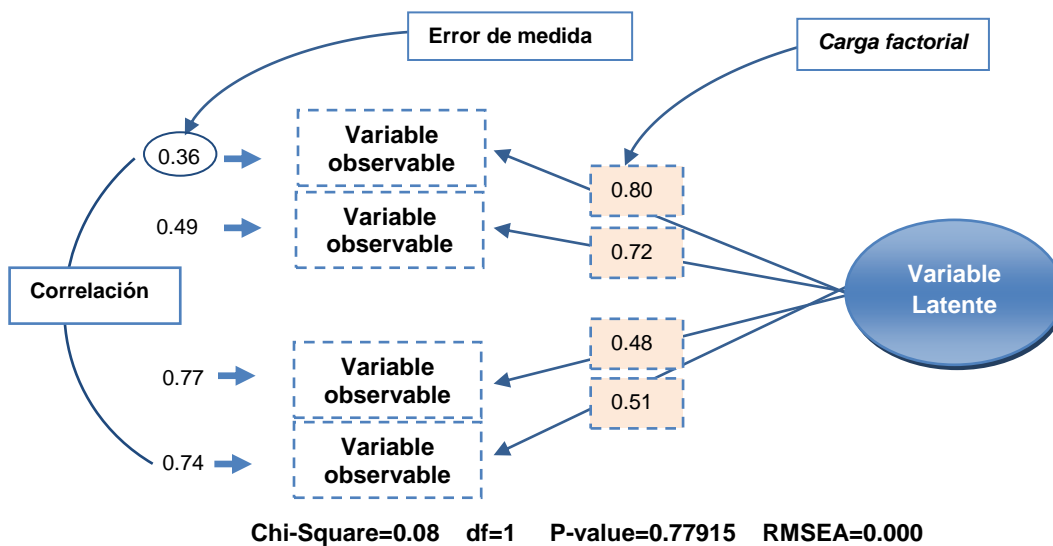 Error de medida
Carga factorial
Variable
observable
0.36
0.80
Variable
observable
0.49
0.72
Variable
Latente
Correlación
0.48
Variable
observable
0.77
0.51
Variable
observable
0.74
Chi-Square=0.08 df=1 P-value=0.77915 RMSEA=0.000